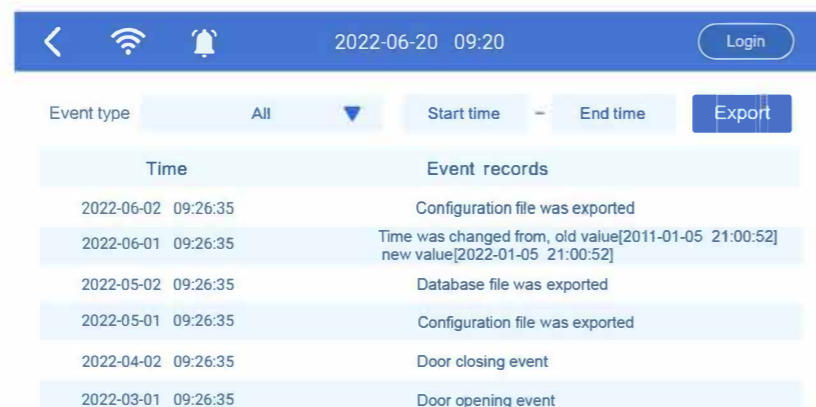 2022-06-20 09:20 Login
Event type All Start time - End time Export
Time Event records
2022-06-02 09:26:35 Configuration file was exported
2022-06-01 09:26:35 Time was changed from, old value[2011-01-05 21:00:52]
new value[2022-01-05 21:00:52]
2022-05-02 09:26:35 Database file was exported
2022-05-01 09:26:35 Configuration file was exported
2022-04-02 09:26:35 Door closing event
2022-03-01 09:26:35 Door opening event